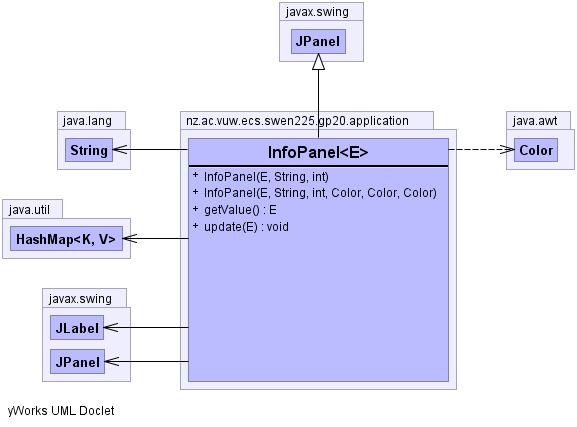 javax.swing
JPanel
java.lang
String
nz.ac.vuw.ecs.swen225.gp20.application
InfoPanel<E>
+ InfoPanel(E, String, int)
+ InfoPanel(E, String, int, Color, Color, Color)
+ getValue() : E
+ update(E) : void
java.awt
Color
java.util
HashMap<K, V>
javax.swing
JLabel
JPanel
yWorks UML Doclet